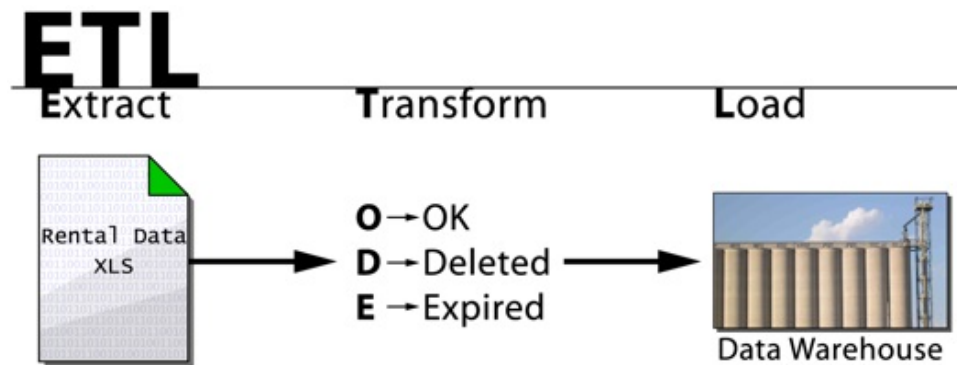 ETL
Extract
Transform
Load
Rental Data
XLS
O→OK
D→Deleted
E→Expired
Data Warehouse